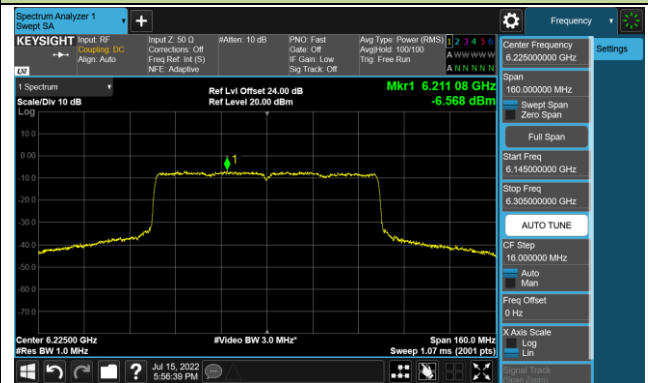 Spectrum Analyzer 1
Swept SA
Frequency
KEYSIGHT
Input: RF
Coupling: DC
Align: Auto
Input Z: 50 Ω
Corrections: Off
Freq Ref: Int (S)
NFE: Adaptive
#Atten: 10 dB
PNO: Fast
Gate: Off
IF Gain: Low
Sig Track: Off
Avg Type: Power (RMS)
Avg|Hold: 100/100
Trig: Free Run
1 2 3 4 5 6
A W W W W W
A N N N N N
LXI
1 Spectrum
Scale/Div 10 dB
Log
Ref Lvl Offset 24.00 dB
Ref Level 20.00 dBm
Mkr1 6.211 08 GHz
-6.568 dBm
10.0
0.00
-10.0
-20.0
-30.0
-40.0
-50.0
-60.0
-70.0
1
Center 6.22500 GHz
#Res BW 1.0 MHz
#Video BW 3.0 MHz*
Span 160.0 MHz
Sweep 1.07 ms (2001 pts)
Jul 15, 2022
5:56:39 PM
Center Frequency
6.225000000 GHz
Settings
Span
160.000000 MHz
Swept Span
Zero Span
Full Span
Start Freq
6.145000000 GHz
Stop Freq
6.305000000 GHz
AUTO TUNE
CF Step
16.000000 MHz
Auto
Man
Freq Offset
0 Hz
X Axis Scale
Log
Lin
Signal Track
(Span Zoom)